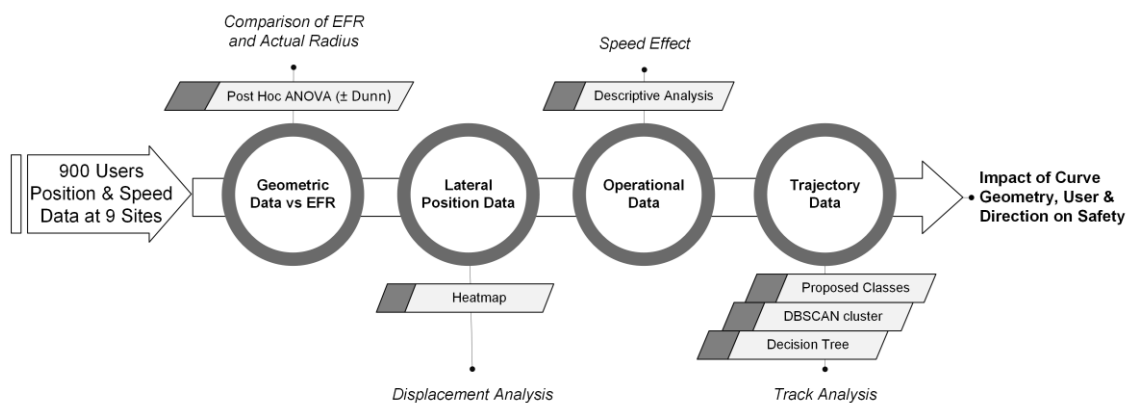 Comparison of EFR
and Actual Radius
Post Hoc ANOVA (± Dunn)
Speed Effect
Descriptive Analysis
900 Users
Position & Speed
Data at 9 Sites
Geometric
Data vs EFR
Lateral
Position Data
Operational
Data
Trajectory
Data
Impact of Curve
Geometry, User &
Direction on Safety
Heatmap
Displacement Analysis
Proposed Classes
DBSCAN cluster
Decision Tree
Track Analysis